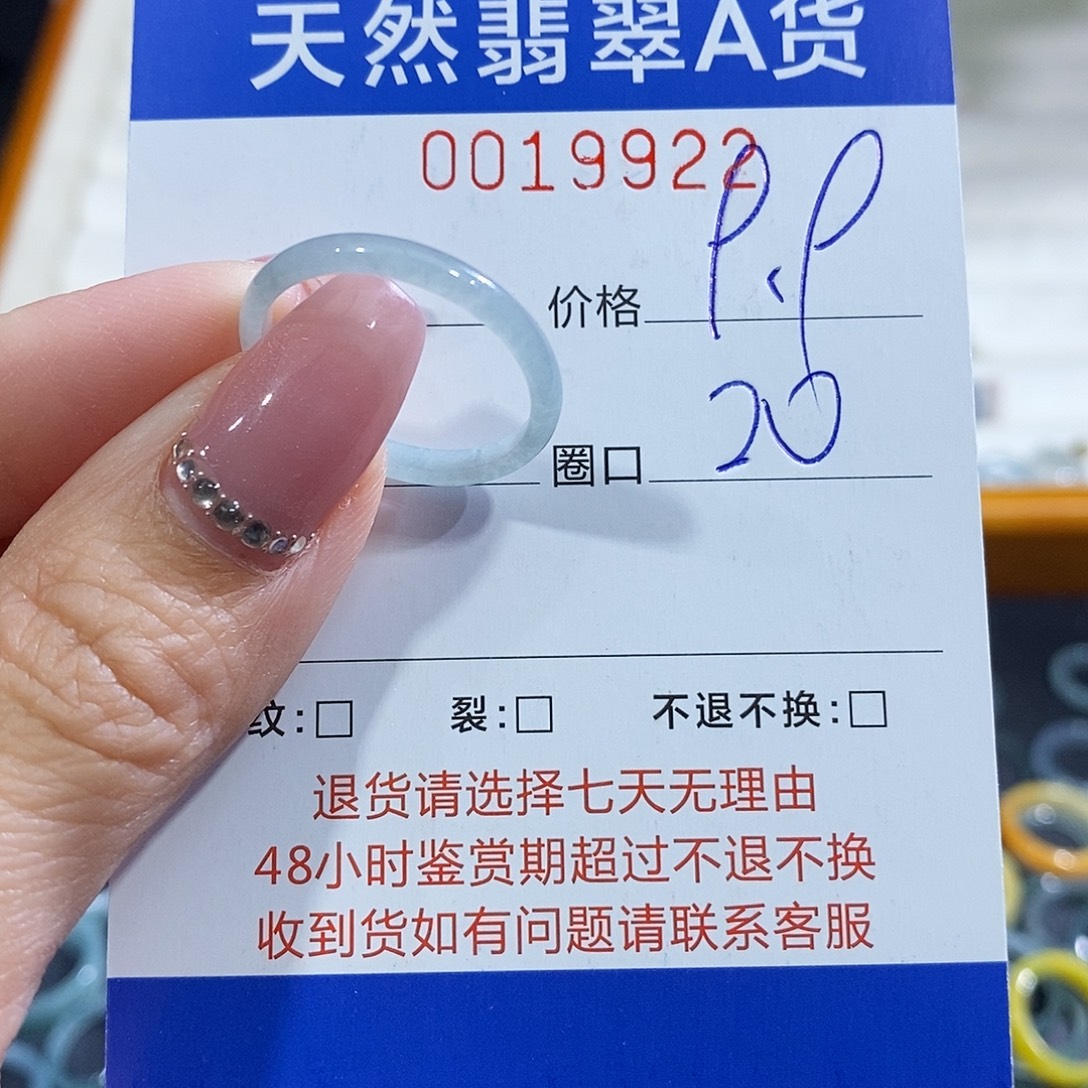 天然翡翠A货
0019922
价格 P.P
圈口 20
纹:□ 裂:□ 不退不换:□
退货请选择七天无理由
48小时鉴赏期超过不退不换
收到货如有问题请联系客服